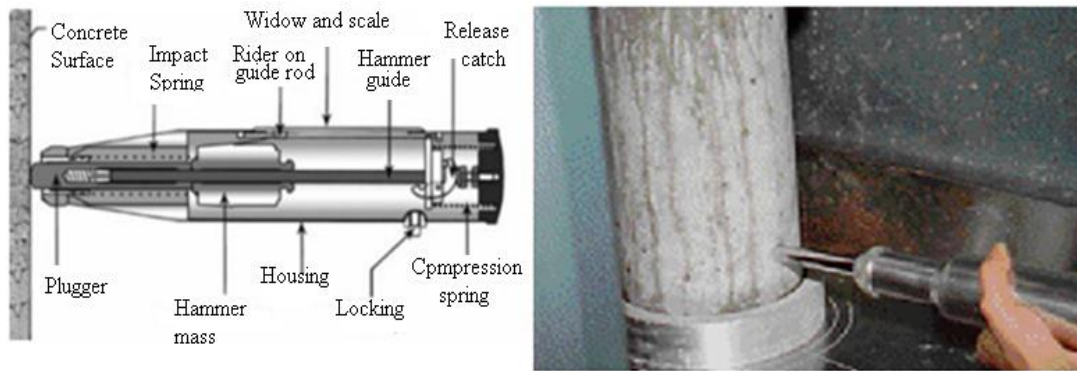 Concrete
Surface
Impact
Spring
Widow and scale
Rider on
guide rod
Hammer
guide
Release
catch
Plugger
Hammer
mass
Housing
Locking
Cpmpression
spring